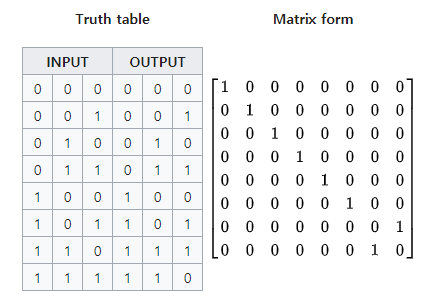 Truth table
Matrix form
INPUT OUTPUT
0 0 0 0 0 0
0 0 1 0 0 1
0 1 0 0 1 0
0 1 1 0 1 1
1 0 0 1 0 0
1 0 1 1 0 1
1 1 0 1 1 1
1 1 1 1 1 0
1 0 0 0 0 0 0 0
0 1 0 0 0 0 0 0
0 0 1 0 0 0 0 0
0 0 0 1 0 0 0 0
0 0 0 0 1 0 0 0
0 0 0 0 0 1 0 0
0 0 0 0 0 0 0 1
0 0 0 0 0 0 1 0